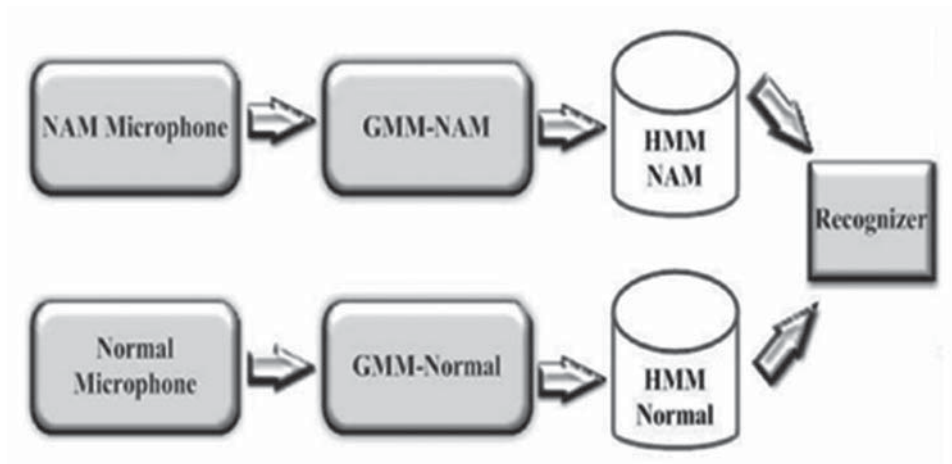 NAM Microphone
GMM-NAM
HMM
NAM
Recognizer
Normal
Microphone
GMM-Normal
HMM
Normal